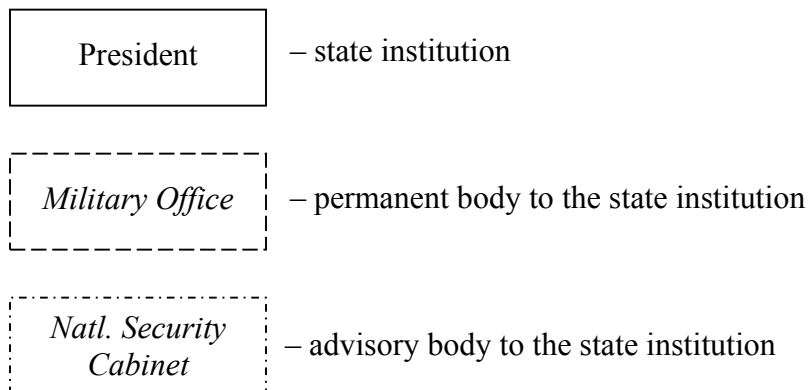 President – state institution
Military Office – permanent body to the state institution
Natl. Security
Cabinet
– advisory body to the state institution